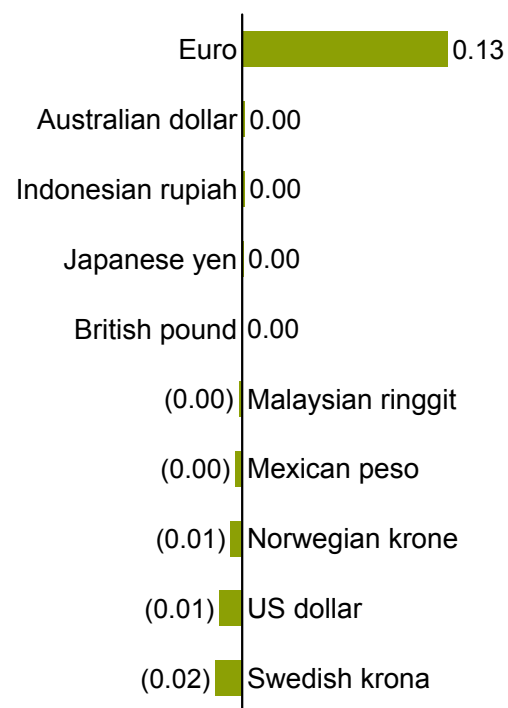 Euro 0.13
Australian dollar 0.00
Indonesian rupiah 0.00
Japanese yen 0.00
British pound 0.00
(0.00) Malaysian ringgit
(0.00) Mexican peso
(0.01) Norwegian krone
(0.01) US dollar
(0.02) Swedish krona